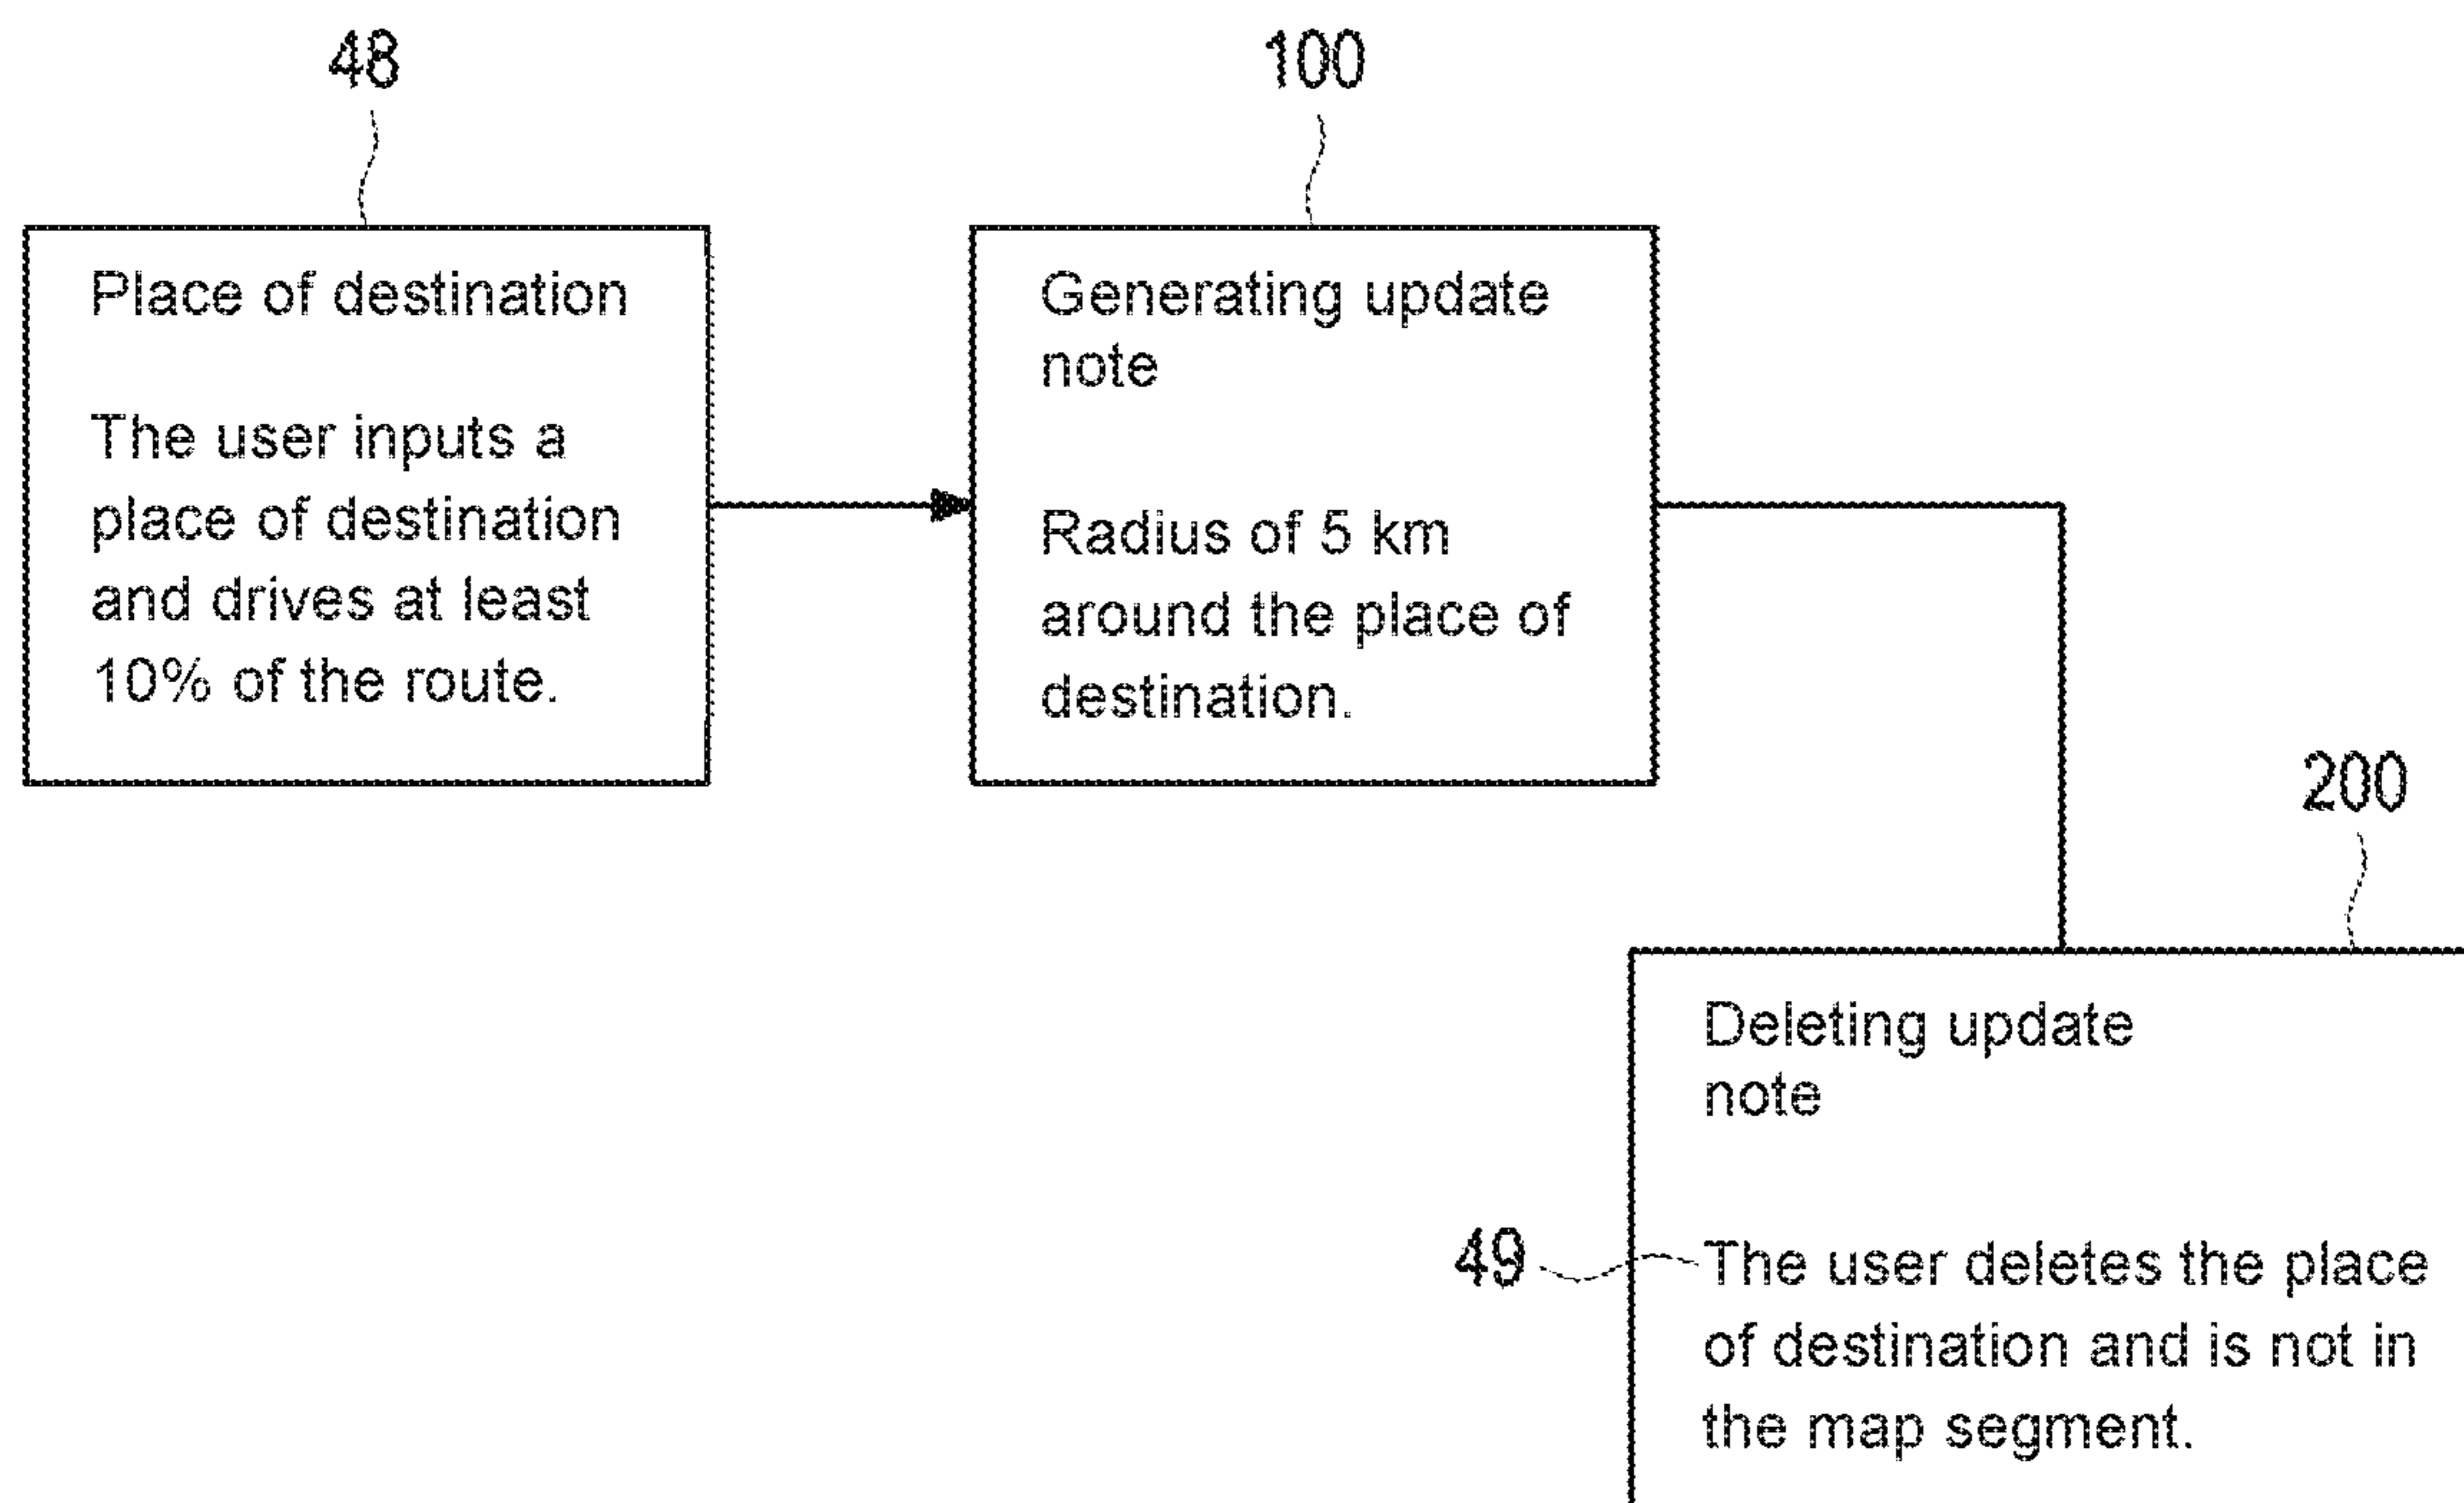 48
100
Place of destination
The user inputs a
place of destination
and drives at least
10% of the route.
Generating update
note
Radius of 5 km
around the place of
destination.
200
Deleting update
note
49
The user deletes the place
of destination and is not in
the map segment.